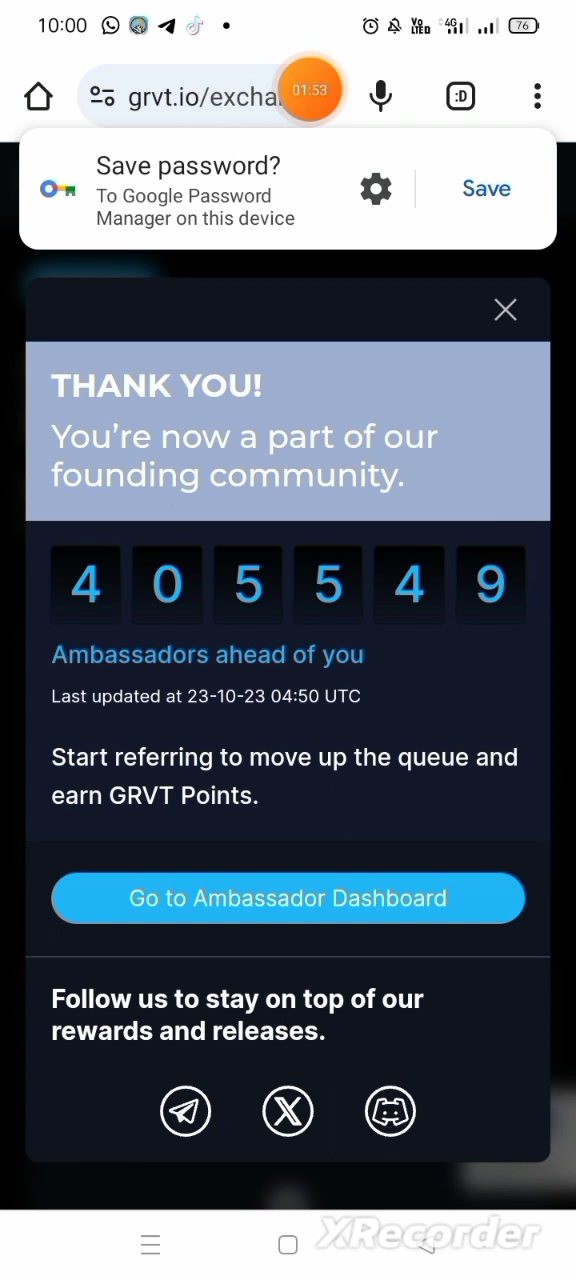 10:00
Vo
LTED
4G
76
grvt.io/excha
01:53
:D
Save password?
To Google Password
Manager on this device
Save
THANK YOU!
You're now a part of our
founding community.
4 0 5 5 4 9
Ambassadors ahead of you
Last updated at 23-10-23 04:50 UTC
Start referring to move up the queue and
earn GRVT Points.
Go to Ambassador Dashboard
Follow us to stay on top of our
rewards and releases.
XRecorder